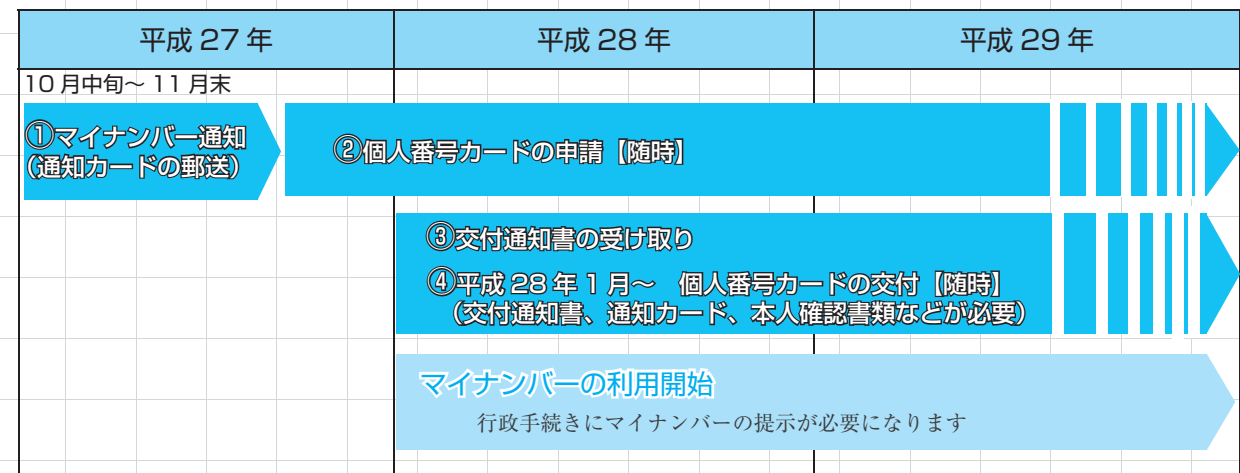 平成 27 年
平成 28 年
平成 29 年
10 月中旬～ 11 月末
①マイナンバー通知
（通知カードの郵送）
②個人番号カードの申請【随時】
③交付通知書の受け取り
④平成 28 年 1 月～　個人番号カードの交付【随時】
（交付通知書、通知カード、本人確認書類などが必要）
マイナンバーの利用開始
行政手続きにマイナンバーの提示が必要になります